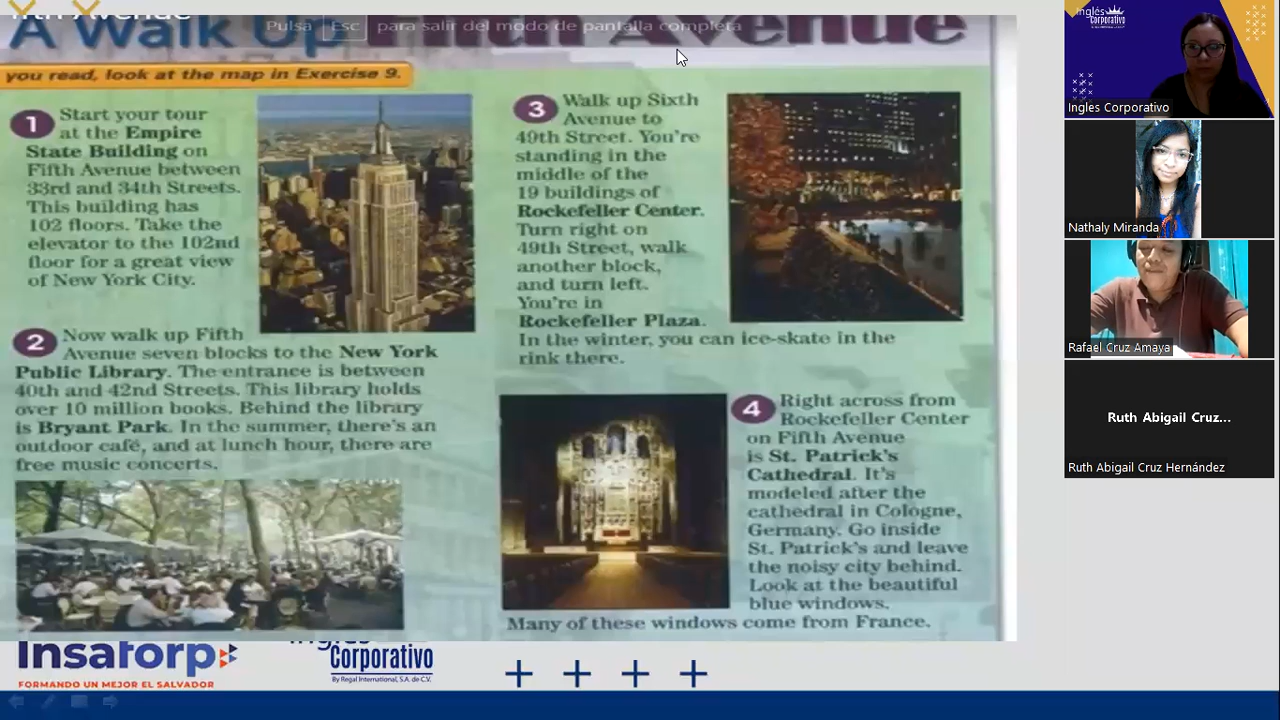 A Walk Up Fifth Avenue
Pulsa Esc para salir del modo de pantalla completa
you read, look at the map in Exercise 9.
1 Start your tour
at the Empire
State Building on
Fifth Avenue between
33rd and 34th Streets.
This building has
102 floors. Take the
elevator to the 102nd
floor for a great view
of New York City.
2 Now walk up Fifth
Avenue seven blocks to the New York
Public Library. The entrance is between
40th and 42nd Streets. This library holds
over 10 million books. Behind the library
is Bryant Park. In the summer, there's an
outdoor café, and at lunch hour, there are
free music concerts.
3 Walk up Sixth
Avenue to
49th Street. You're
standing in the
middle of the
19 buildings of
Rockefeller Center.
Turn right on
49th Street, walk
another block,
and turn left.
You're in
Rockefeller Plaza.
In the winter, you can ice-skate in the
rink there.
4 Right across from
Rockefeller Center
on Fifth Avenue
is St. Patrick's
Cathedral. It's
modeled after the
cathedral in Cologne,
Germany. Go inside
St. Patrick's and leave
the noisy city behind.
Look at the beautiful
blue windows.
Many of these windows come from France.
Insaforp
FORMANDO UN MEJOR EL SALVADOR
Inglés
Corporativo
By Regal International, S.A. de C.V.
Inglés
Corporativo
Ingles Corporativo
Nathaly Miranda
Rafael Cruz Amaya
Ruth Abigail Cruz...
Ruth Abigail Cruz Hernández